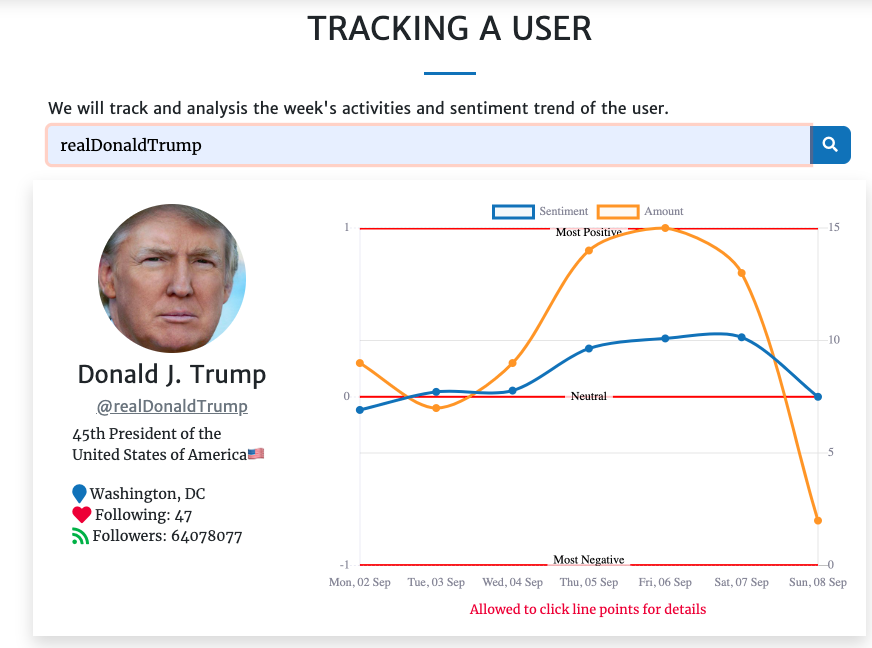 TRACKING A USER
We will track and analysis the week's activities and sentiment trend of the user.
realDonaldTrump
Donald J. Trump
@realDonaldTrump
45th President of the
United States of America🇺🇸
Washington, DC
Following: 47
Followers: 64078077
Sentiment Amount
1 Most Positive 15
10
0 Neutral
5
-1 Most Negative 0
Mon, 02 Sep Tue, 03 Sep Wed, 04 Sep Thu, 05 Sep Fri, 06 Sep Sat, 07 Sep Sun, 08 Sep
Allowed to click line points for details